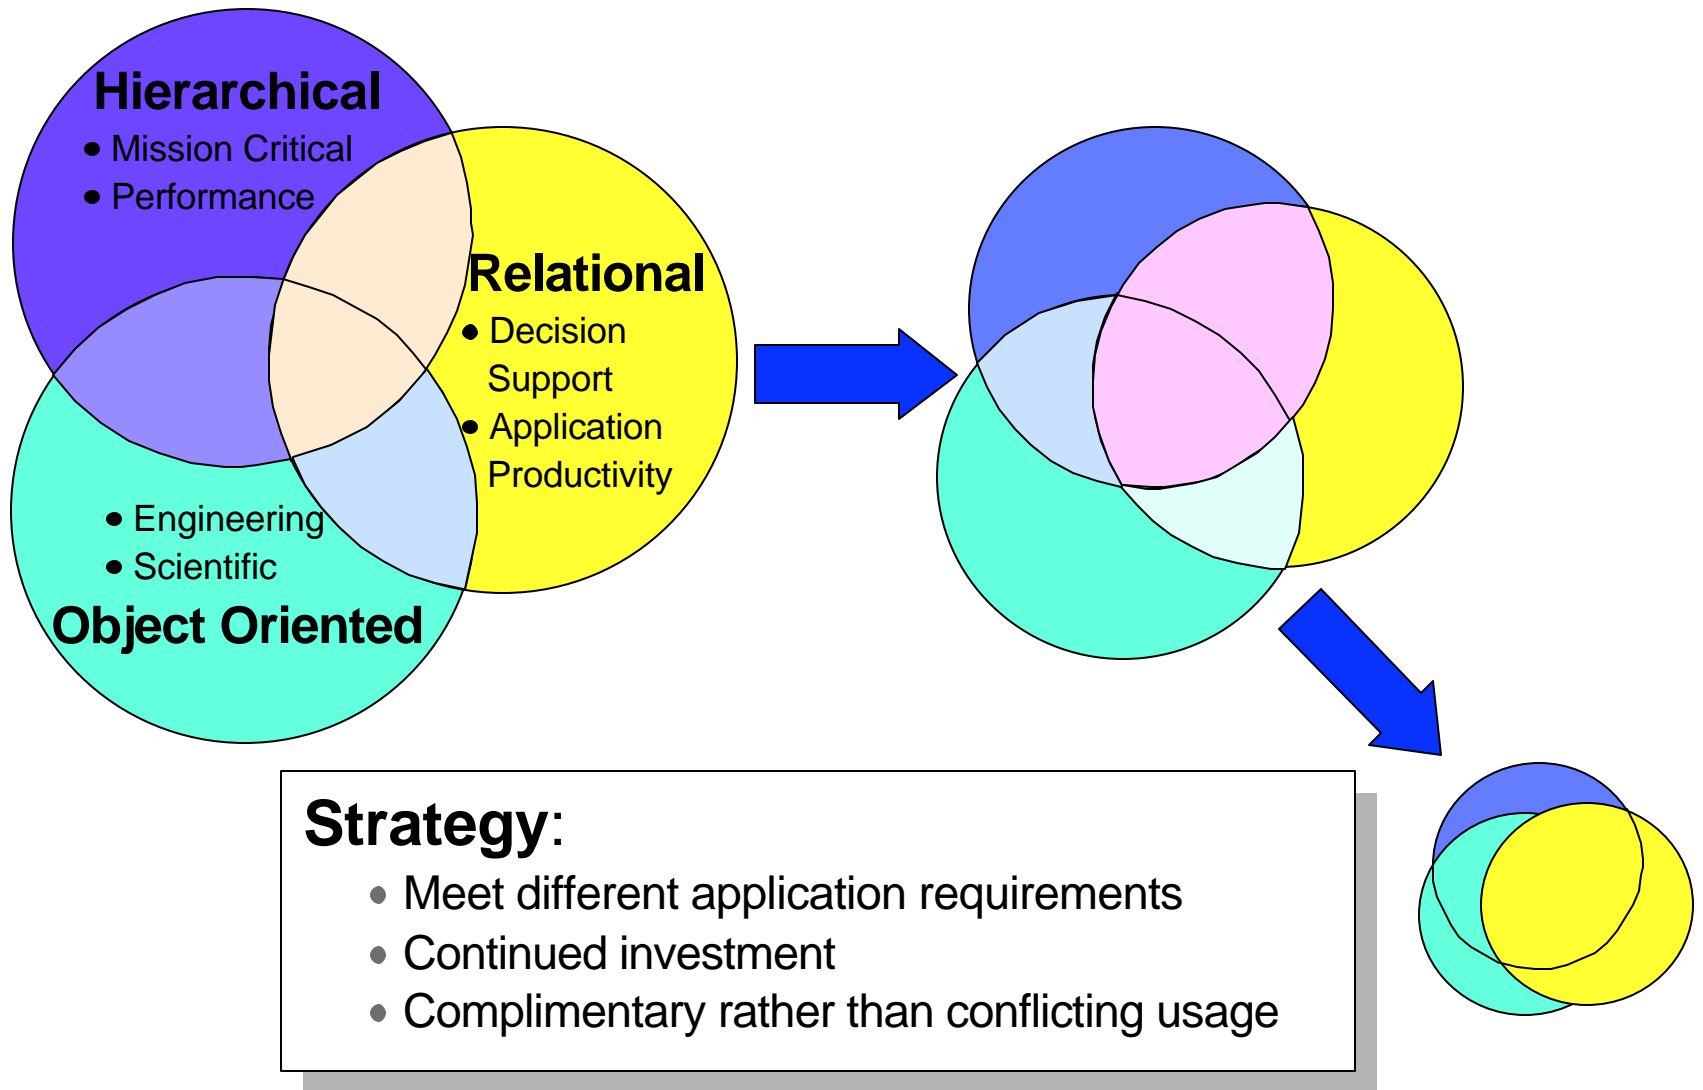 Hierarchical
• Mission Critical
• Performance
Relational
• Decision
Support
• Application
Productivity
• Engineering
• Scientific
Object Oriented
Strategy:
• Meet different application requirements
• Continued investment
• Complimentary rather than conflicting usage